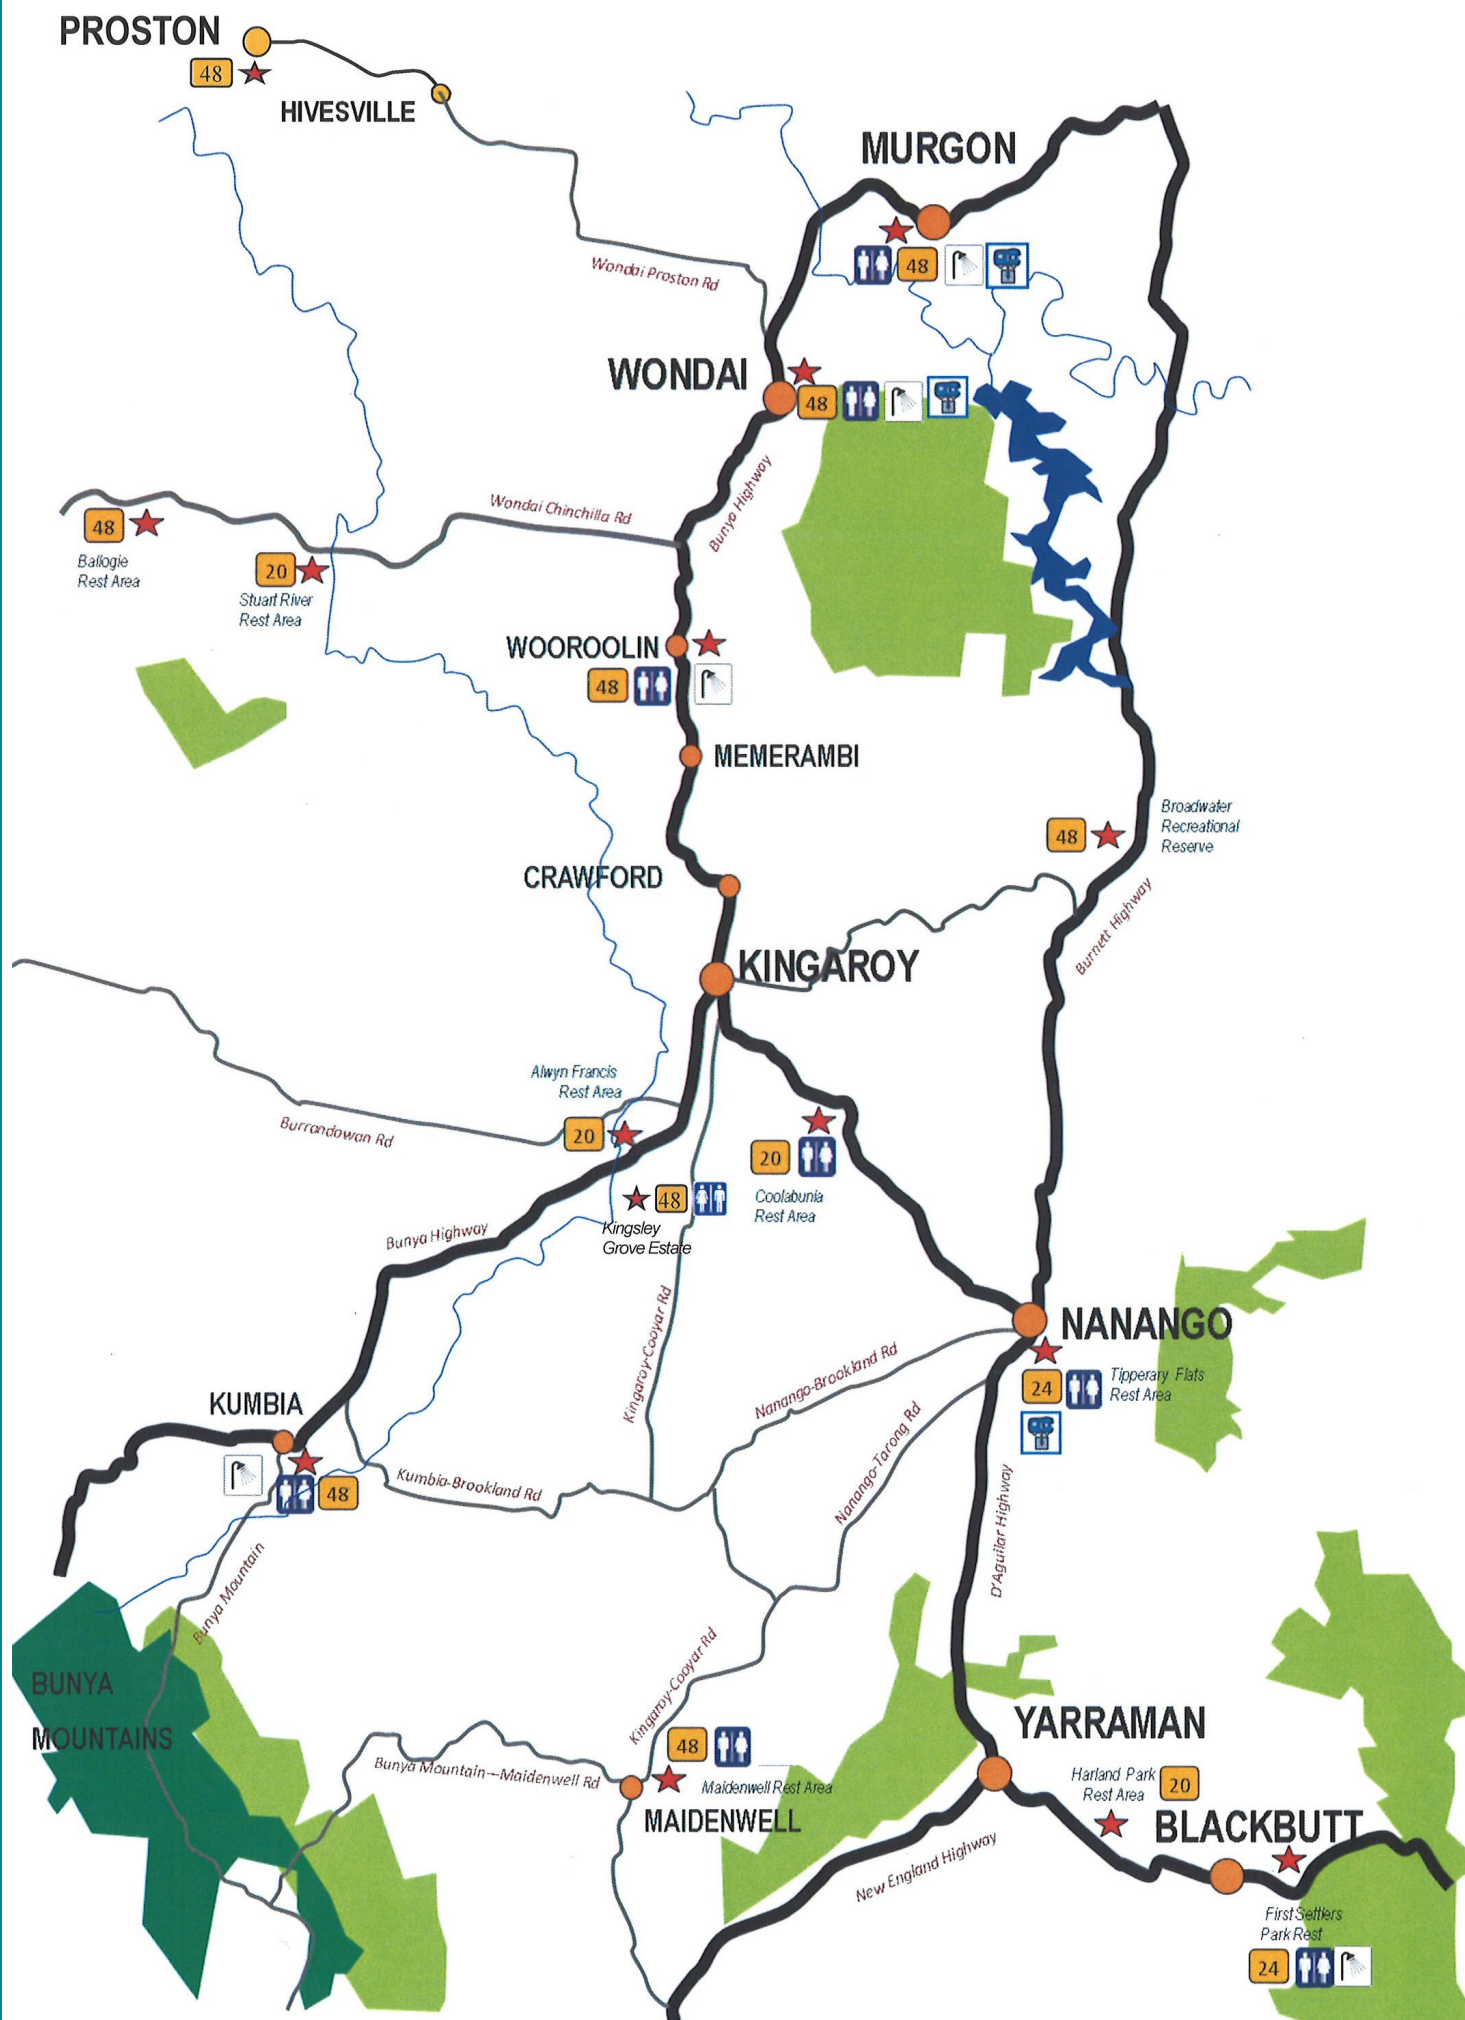 PROSTON
48
HIVESVILLE
MURGON
48
Wondai Proston Rd
WONDAI
48
Bunya Highway
Wondai Chinchilla Rd
48
Ballogie
Rest Area
20
Stuart River
Rest Area
WOOROOLIN
48
MEMERAMBI
48
Broadwater
Recreational
Reserve
CRAWFORD
Burnett Highway
KINGAROY
Alwyn Francis
Rest Area
20
Burrandowan Rd
20
Coolabunia
Rest Area
48
Kingsley
Grove Estate
Bunya Highway
Kingaroy-Cooyar Rd
NANANGO
24
Tipperary Flats
Rest Area
Nanango-Brookland Rd
KUMBIA
48
Kumbia-Brookland Rd
Nanango-Tarong Rd
D'Aguilar Highway
Bunya Mountain
BUNYA
MOUNTAINS
Kingaroy-Cooyar Rd
48
Maidenwell Rest Area
MAIDENWELL
Bunya Mountain—Maidenwell Rd
YARRAMAN
Harland Park
Rest Area
20
BLACKBUTT
New England Highway
First Settlers
Park Rest
24